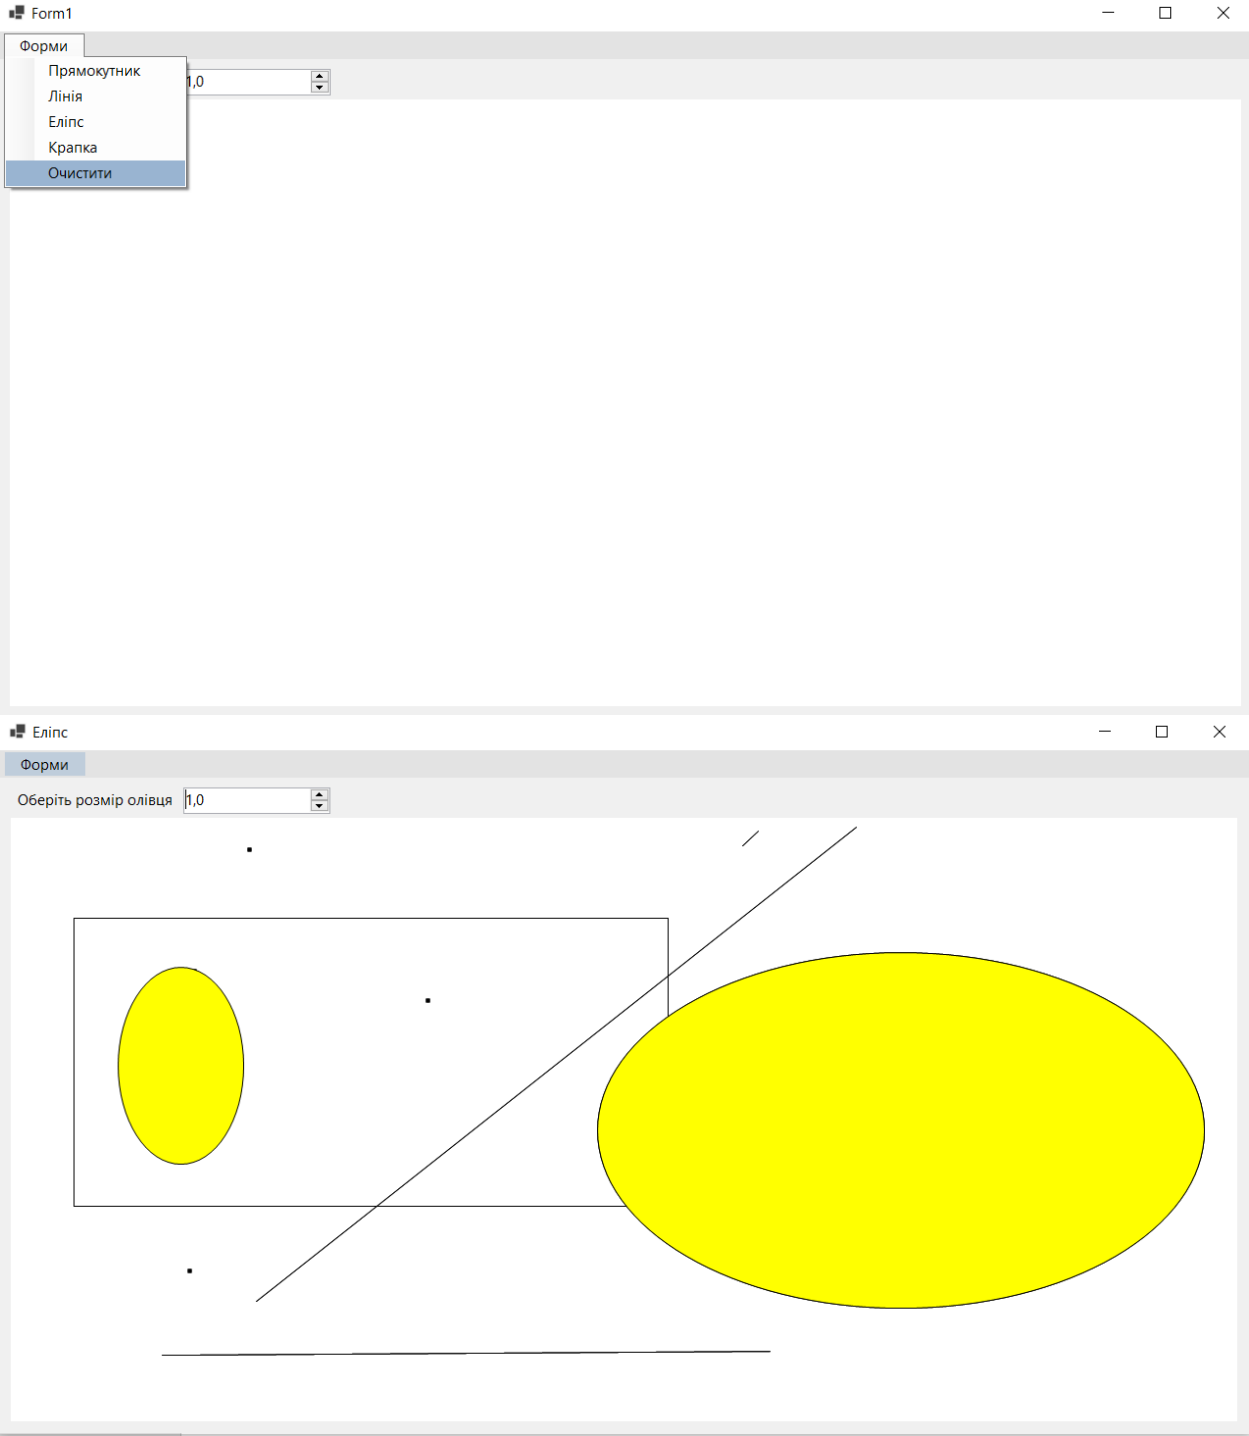 Form1
Форми
Прямокутник
1,0
Лінія
Еліпс
Крапка
Очистити
Еліпс
Форми
Оберіть розмір олівця 1,0